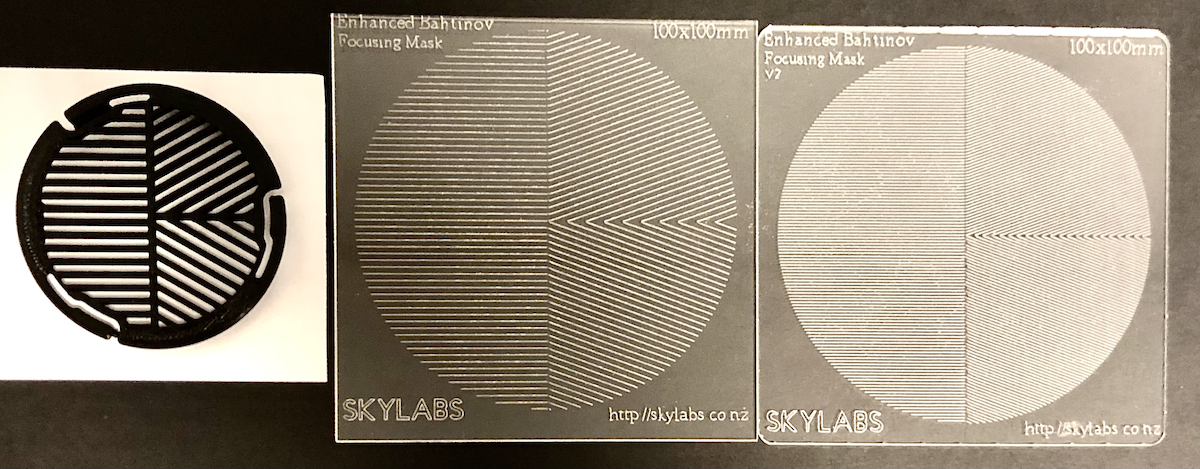 Enhanced Bahtinov
Focusing Mask
100x100mm
SKYLABS
http://skylabs.co.nz
Enhanced Bahtinov
Focusing Mask
V2
100x100mm
SKYLABS
http://skylabs.co.nz